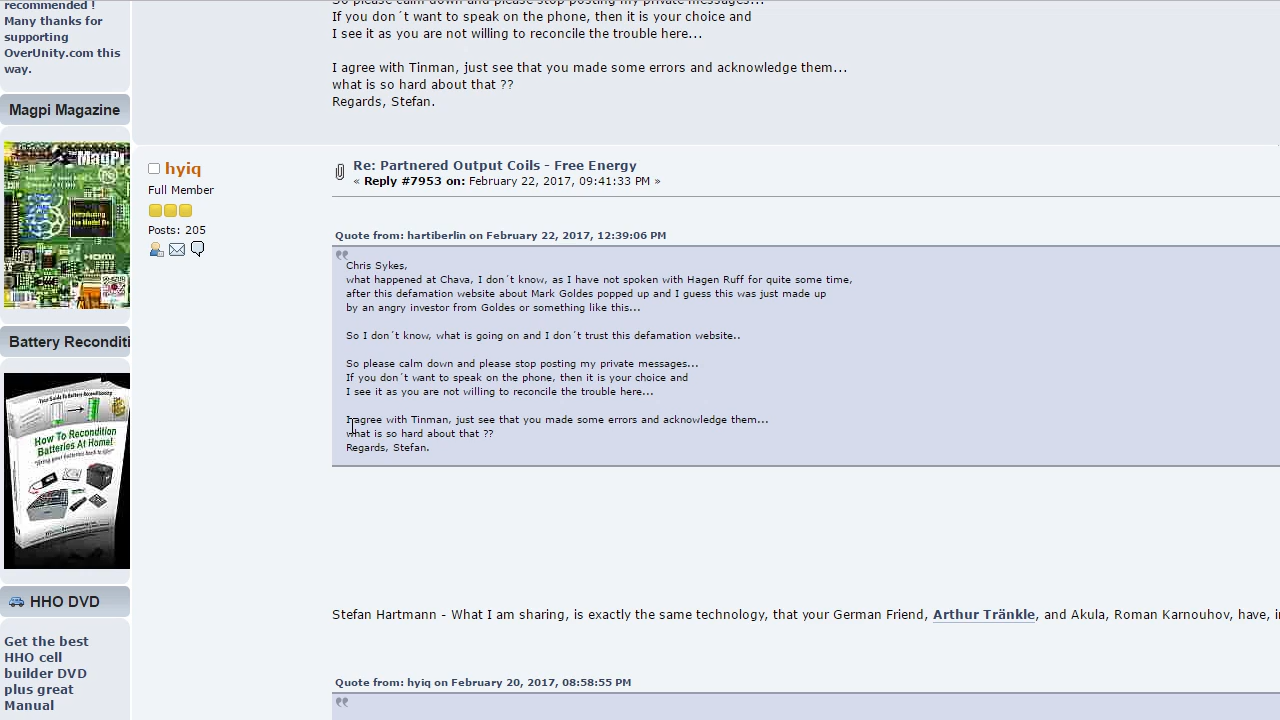 recommended !
Many thanks for
supporting
OverUnity.com this
way.
Magpi Magazine
MagPi
HOMI
Battery Reconditi
How To Recondition
Batteries At Home!
HHO DVD
Get the best
HHO cell
builder DVD
plus great
Manual
So please calm down and please stop posting my private messages...
If you don´t want to speak on the phone, then it is your choice and
I see it as you are not willing to reconcile the trouble here...
I agree with Tinman, just see that you made some errors and acknowledge them...
what is so hard about that ??
Regards, Stefan.
hyiq
Full Member
Posts: 205
Re: Partnered Output Coils - Free Energy
« Reply #7953 on: February 22, 2017, 09:41:33 PM »
Quote from: hartiberlin on February 22, 2017, 12:39:06 PM
Chris Sykes,
what happened at Chava, I don´t know, as I have not spoken with Hagen Ruff for quite some time,
after this defamation website about Mark Goldes popped up and I guess this was just made up
by an angry investor from Goldes or something like this...
So I don´t know, what is going on and I don´t trust this defamation website..
So please calm down and please stop posting my private messages...
If you don´t want to speak on the phone, then it is your choice and
I see it as you are not willing to reconcile the trouble here...
I agree with Tinman, just see that you made some errors and acknowledge them...
what is so hard about that ??
Regards, Stefan.
Stefan Hartmann - What I am sharing, is exactly the same technology, that your German Friend, Arthur Tränkle, and Akula, Roman Karnouhov, have, i
Quote from: hyiq on February 20, 2017, 08:58:55 PM